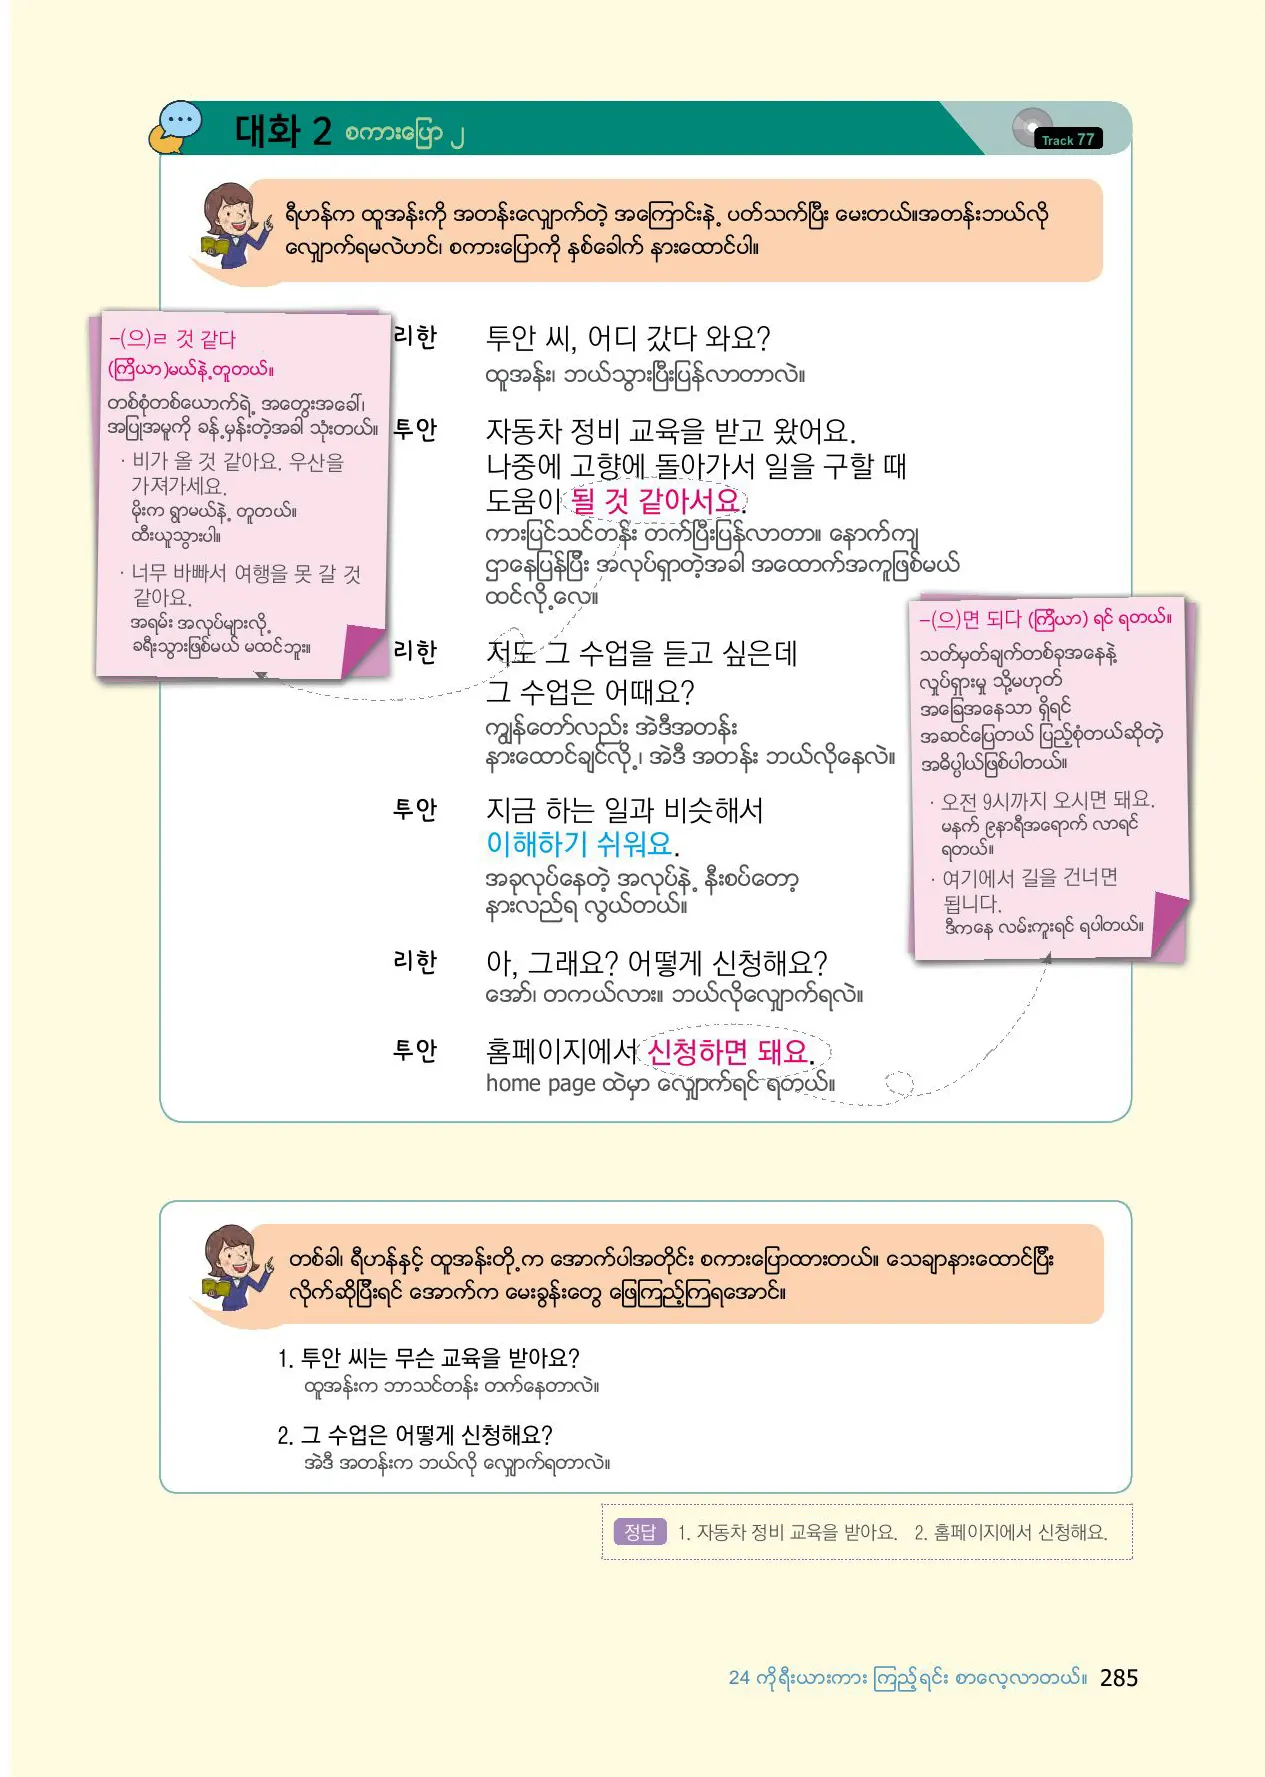 대화 2 စကားပြော ၂
Track 77
ရီဟန်က ထူအန်းကို အတန်းလျှောက်တဲ့ အကြောင်းနဲ့ ပတ်သက်ပြီး မေးတယ်။အတန်းဘယ်လို
လျှောက်ရမလဲဟင်၊ စကားပြောကို နှစ်ခေါက် နားထောင်ပါ။
-(으)ㄹ 것 같다
(ကြိယာ)မယ်နဲ့တူတယ်။
တစ်စုံတစ်ယောက်ရဲ့ အတွေးအခေါ်၊
အပြုအမူကို ခန့်မှန်းတဲ့အခါ သုံးတယ်။
· 비가 올 것 같아요. 우산을
가져가세요.
မိုးက ရွာမယ်နဲ့ တူတယ်။
ထီးယူသွားပါ။
· 너무 바빠서 여행을 못 갈 것
같아요.
အရမ်း အလုပ်များလို့
ခရီးသွားဖြစ်မယ် မထင်ဘူး။
리한 투안 씨, 어디 갔다 와요?
ထူအန်း၊ ဘယ်သွားပြီးပြန်လာတာလဲ။
투안 자동차 정비 교육을 받고 왔어요.
나중에 고향에 돌아가서 일을 구할 때
도움이 될 것 같아서요.
ကားပြင်သင်တန်း တက်ပြီးပြန်လာတာ။ နောက်ကျ
ဌာနေပြန်ပြီး အလုပ်ရှာတဲ့အခါ အထောက်အကူဖြစ်မယ်
ထင်လို့လေ။
리한 저도 그 수업을 듣고 싶은데
그 수업은 어때요?
ကျွန်တော်လည်း အဲဒီအတန်း
နားထောင်ချင်လို့၊ အဲဒီ အတန်း ဘယ်လိုနေလဲ။
투안 지금 하는 일과 비슷해서
이해하기 쉬워요.
အခုလုပ်နေတဲ့ အလုပ်နဲ့ နီးစပ်တော့
နားလည်ရ လွယ်တယ်။
리한 아, 그래요? 어떻게 신청해요?
အော်၊ တကယ်လား။ ဘယ်လိုလျှောက်ရလဲ။
투안 홈페이지에서 신청하면 돼요.
home page ထဲမှာ လျှောက်ရင် ရတယ်။
-(으)면 되다 (ကြိယာ) ရင် ရတယ်။
သတ်မှတ်ချက်တစ်ခုအနေနဲ့
လှုပ်ရှားမှု သို့မဟုတ်
အခြေအနေသာ ရှိရင်
အဆင်ပြေတယ် ပြည့်စုံတယ်ဆိုတဲ့
အဓိပ္ပါယ်ဖြစ်ပါတယ်။
· 오전 9시까지 오시면 돼요.
မနက် ၉နာရီအရောက် လာရင်
ရတယ်။
· 여기에서 길을 건너면
됩니다.
ဒီကနေ လမ်းကူးရင် ရပါတယ်။
တစ်ခါ၊ ရီဟန်နှင့် ထူအန်းတို့က အောက်ပါအတိုင်း စကားပြောထားတယ်။ သေချာနားထောင်ပြီး
လိုက်ဆိုပြီးရင် အောက်က မေးခွန်းတွေ ဖြေကြည့်ကြရအောင်။
1. 투안 씨는 무슨 교육을 받아요?
ထူအန်းက ဘာသင်တန်း တက်နေတာလဲ။
2. 그 수업은 어떻게 신청해요?
အဲဒီ အတန်းက ဘယ်လို လျှောက်ရတာလဲ။
정답 1. 자동차 정비 교육을 받아요. 2. 홈페이지에서 신청해요.
24 ကိုရီးယားကား ကြည့်ရင်း စာလေ့လာတယ်။ 285